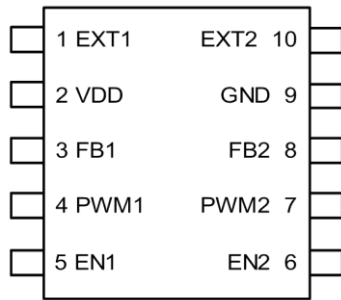 1 EXT1 EXT2 10
2 VDD GND 9
3 FB1 FB2 8
4 PWM1 PWM2 7
5 EN1 EN2 6